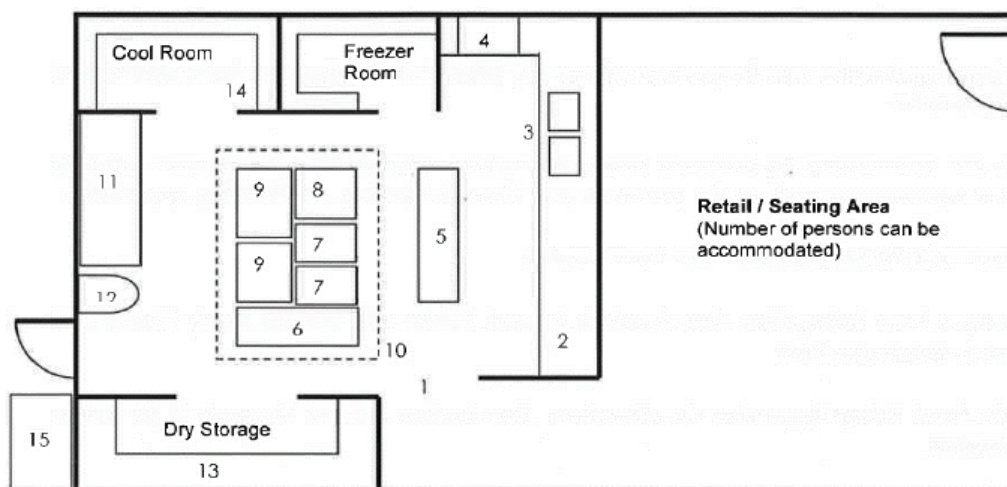 Cool Room
Freezer
Room
4
14
3
11
9
8
5
7
9
7
12
6
10
2
1
Retail / Seating Area
(Number of persons can be
accommodated)
15
Dry Storage
13